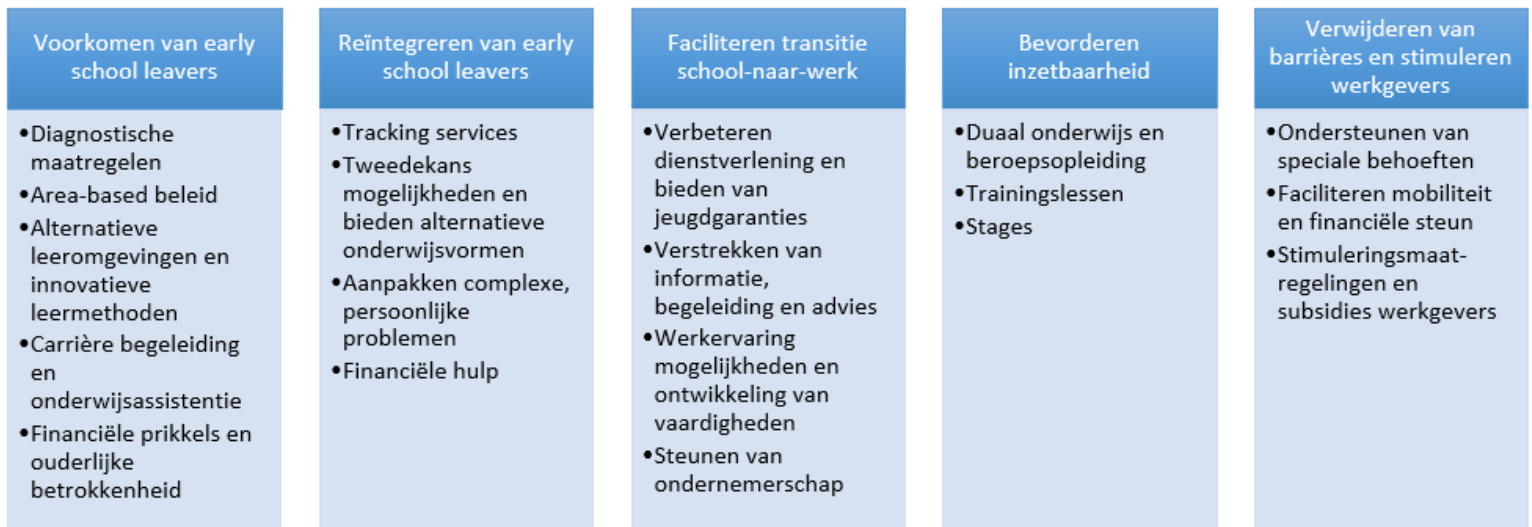 Voorkomen van early
school leavers
•Diagnostische
maatregelen
•Area-based beleid
•Alternatieve
leeromgevingen en
innovatieve
leermethoden
•Carrière begeleiding
en
onderwijsassistentie
•Financiële prikkels en
ouderlijke
betrokkenheid
Reïntegreren van early
school leavers
•Tracking services
•Tweedekans
mogelijkheden en
bieden alternatieve
onderwijsvormen
•Aanpakken complexe,
persoonlijke
problemen
•Financiële hulp
Faciliteren transitie
school-naar-werk
•Verbeteren
dienstverlening en
bieden van
jeugdgaranties
•Verstrekken van
informatie,
begeleiding en advies
•Werkervaring
mogelijkheden en
ontwikkeling van
vaardigheden
•Steunen van
ondernemerschap
Bevorderen
inzetbaarheid
•Duaal onderwijs en
beroepsopleiding
•Trainingslessen
•Stages
Verwijderen van
barrières en stimuleren
werkgevers
•Ondersteunen van
speciale behoeften
•Faciliteren mobiliteit
en financiële steun
•Stimuleringsmaat-
regelingen en
subsidies werkgevers